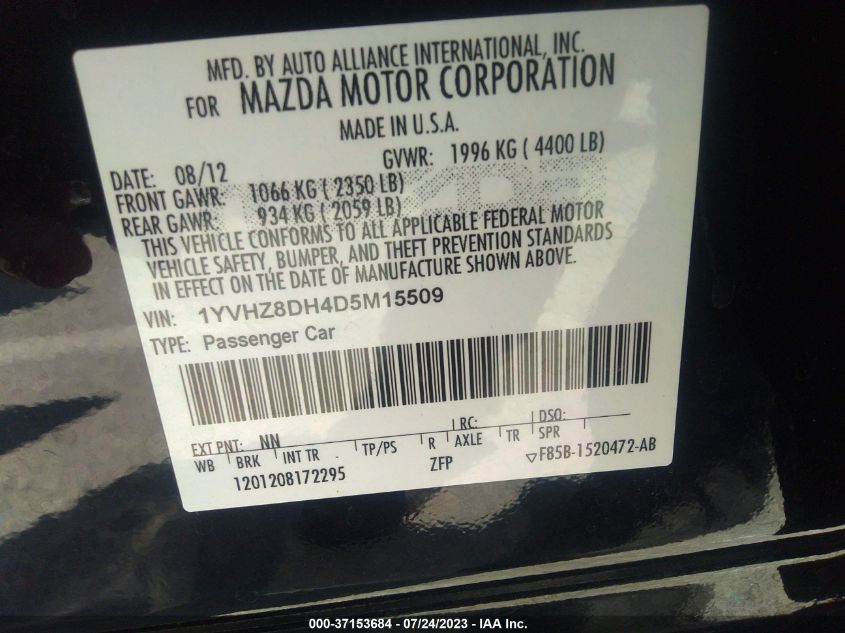 MFD. BY AUTO ALLIANCE INTERNATIONAL, INC.
FOR MAZDA MOTOR CORPORATION
MADE IN U.S.A.
DATE: 08/12 GVWR: 1996 KG ( 4400 LB)
FRONT GAWR: 1066 KG ( 2350 LB)
REAR GAWR: 934 KG ( 2059 LB)
THIS VEHICLE CONFORMS TO ALL APPLICABLE FEDERAL MOTOR
VEHICLE SAFETY, BUMPER, AND THEFT PREVENTION STANDARDS
IN EFFECT ON THE DATE OF MANUFACTURE SHOWN ABOVE.
VIN: 1YVHZ8DH4D5M15509
TYPE: Passenger Car
EXT PNT: NN RC: DSO:
WB BRK INT TR TP/PS R AXLE TR SPR
1201208172295 ZFP ▽F85B-1520472-AB
000-37153684 / 07/24/2023 - IAA Inc.